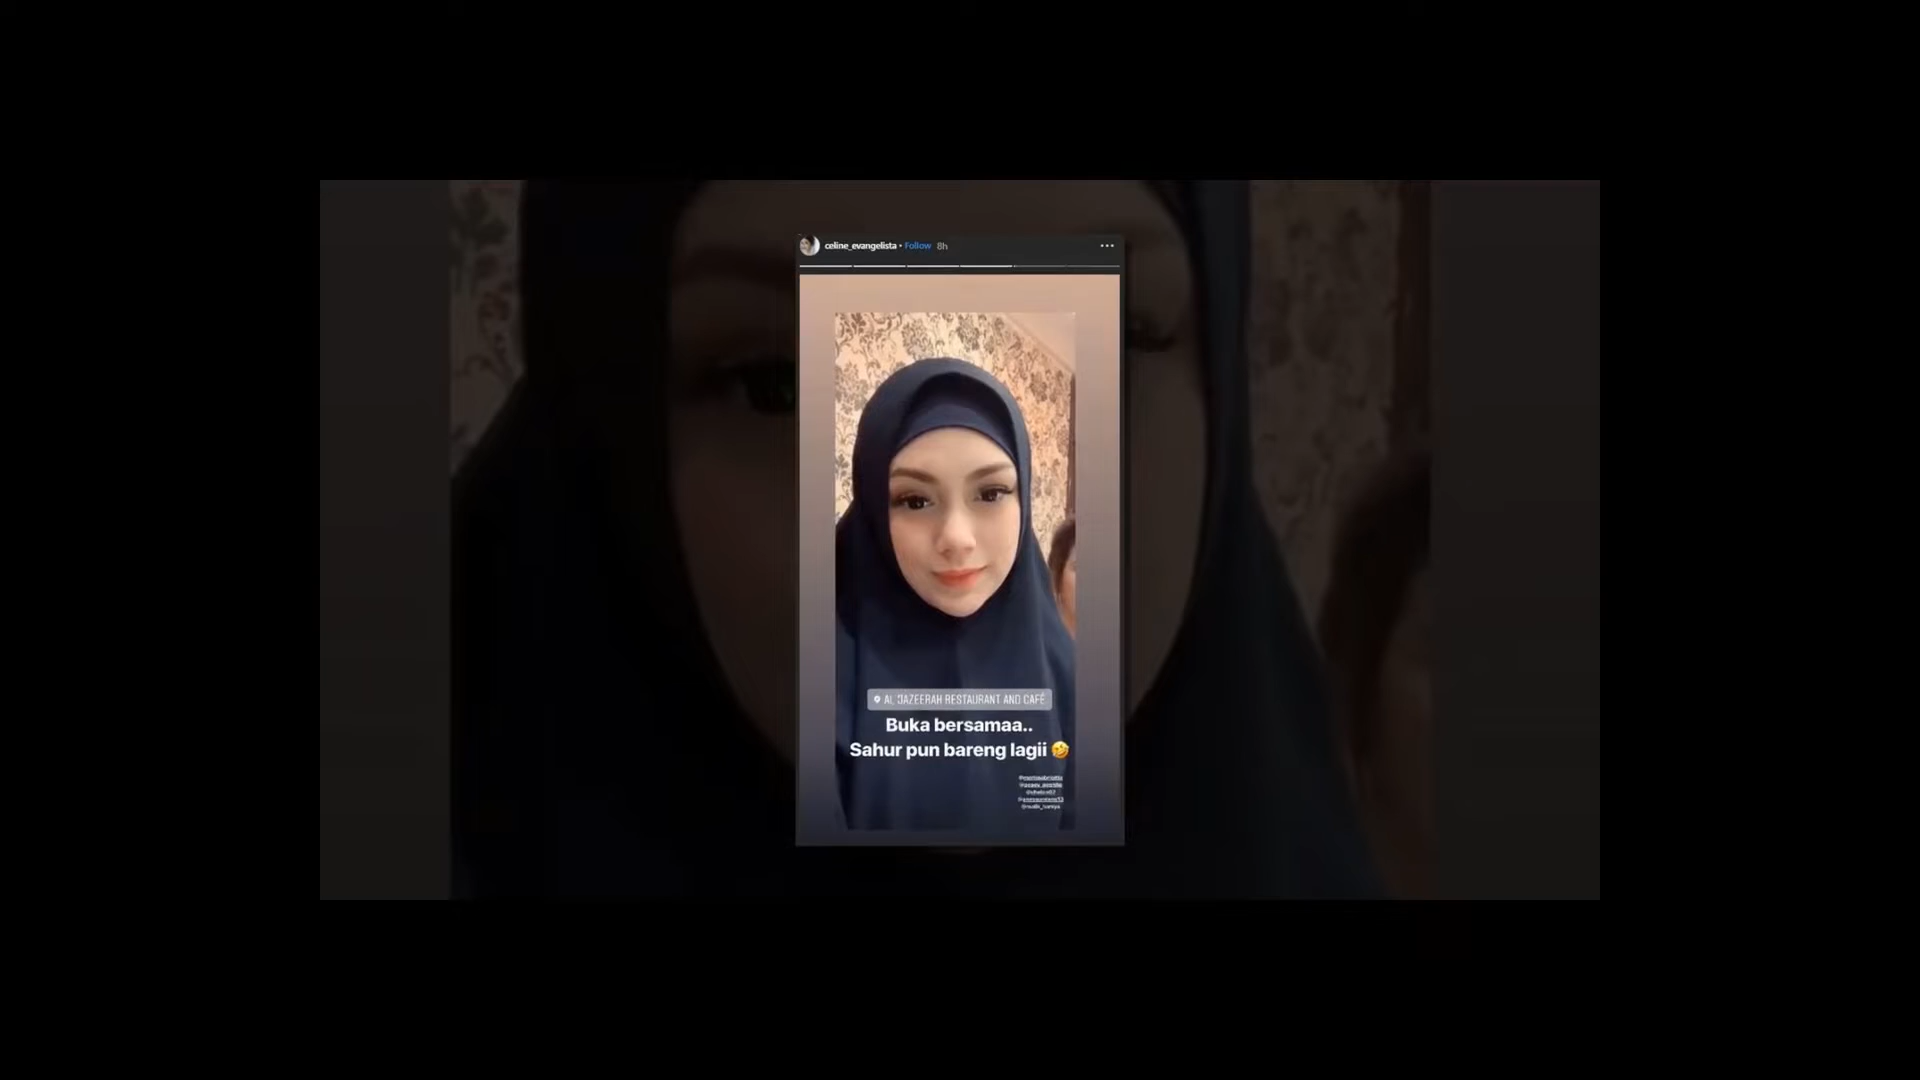 celine_evangelista • Follow 8h
AL JAZEERAH RESTAURANT AND CAFÉ
Buka bersamaa..
Sahur pun bareng lagii 🤣